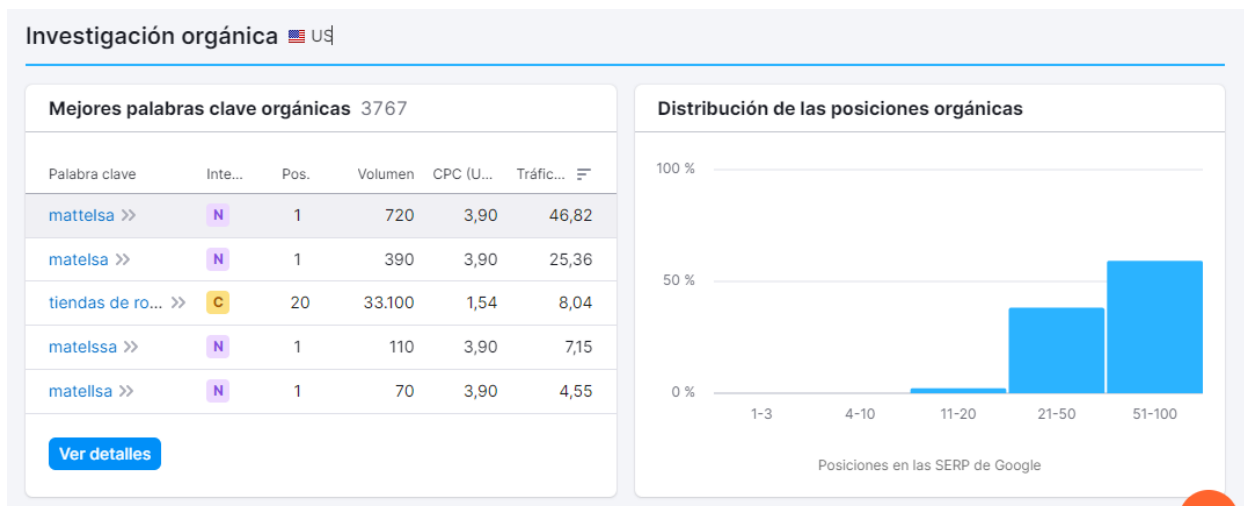 Investigación orgánica US
Mejores palabras clave orgánicas 3767
Palabra clave Inte... Pos. Volumen CPC (U... Tráfic...
mattelsa N 1 720 3,90 46,82
matelsa N 1 390 3,90 25,36
tiendas de ro... C 20 33.100 1,54 8,04
matelssa N 1 110 3,90 7,15
matellsa N 1 70 3,90 4,55
Ver detalles
Distribución de las posiciones orgánicas
100 %
50 %
0 %
1-3 4-10 11-20 21-50 51-100
Posiciones en las SERP de Google